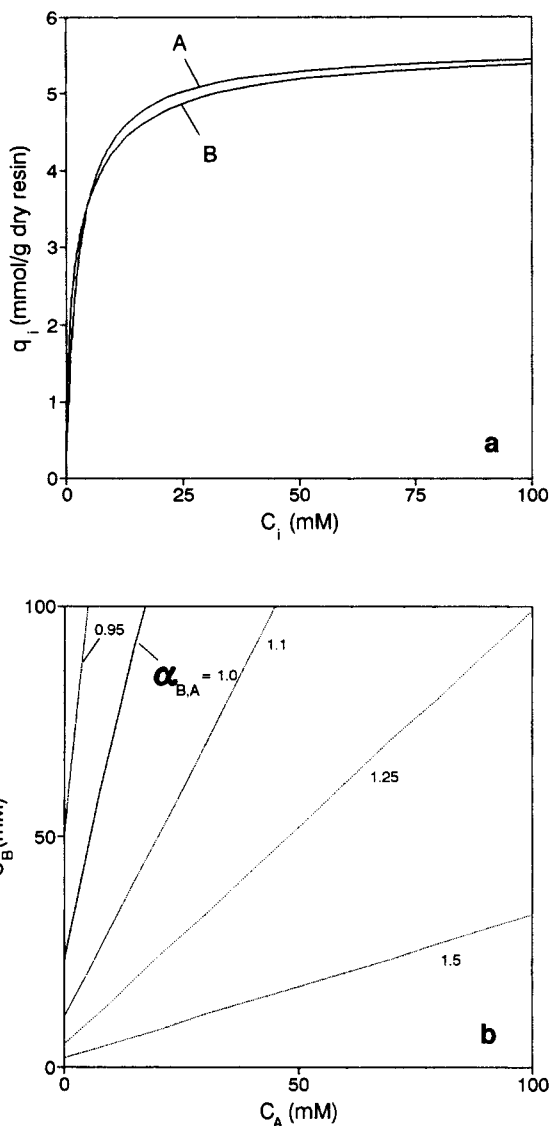 6
5
4
3
2
1
0
q i (mmol/g dry resin)
A
B
a
0 25 50 75 100
C i (mM)
100
50
0
C B (mM)
0.95
α B,A = 1.0
1.1
1.25
1.5
b
0 50 100
C A (mM)